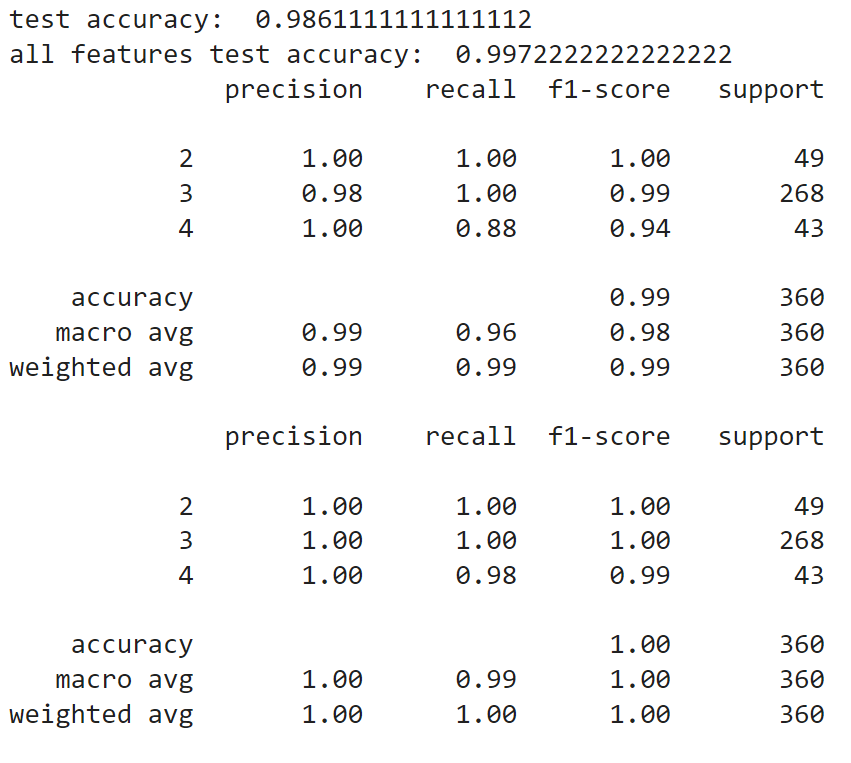 test accuracy:  0.9861111111111112
all features test accuracy:  0.9972222222222222
              precision    recall  f1-score   support

           2       1.00      1.00      1.00        49
           3       0.98      1.00      0.99       268
           4       1.00      0.88      0.94        43

    accuracy                           0.99       360
   macro avg       0.99      0.96      0.98       360
weighted avg       0.99      0.99      0.99       360

              precision    recall  f1-score   support

           2       1.00      1.00      1.00        49
           3       1.00      1.00      1.00       268
           4       1.00      0.98      0.99        43

    accuracy                           1.00       360
   macro avg       1.00      0.99      1.00       360
weighted avg       1.00      1.00      1.00       360